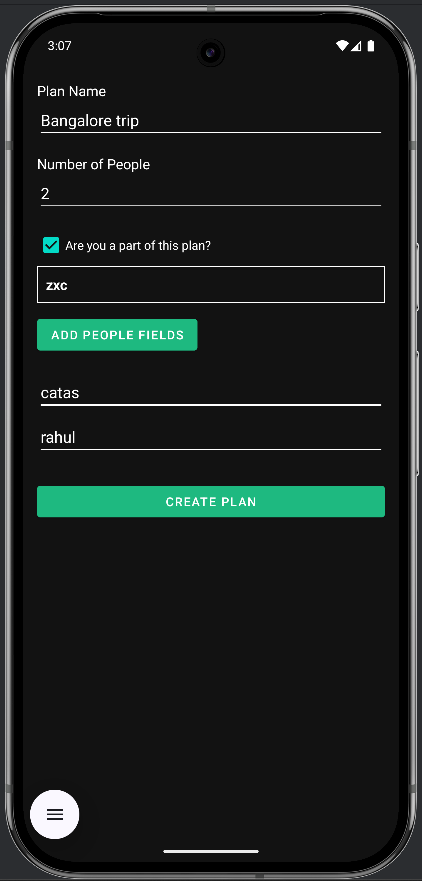 3:07
Plan Name
Bangalore trip
Number of People
2
Are you a part of this plan?
zxc
ADD PEOPLE FIELDS
catas
rahul
CREATE PLAN